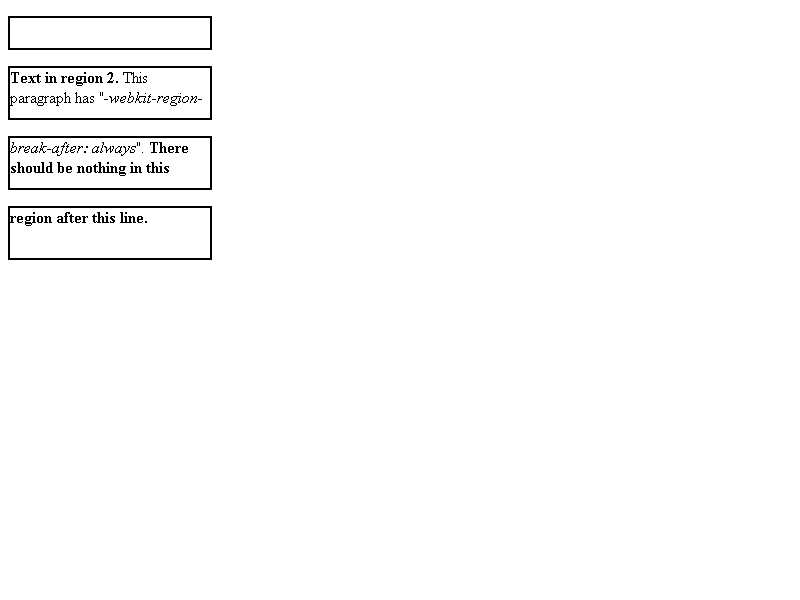 Text in region 2. This
paragraph has "-webkit-region-
break-after: always". There
should be nothing in this
region after this line.